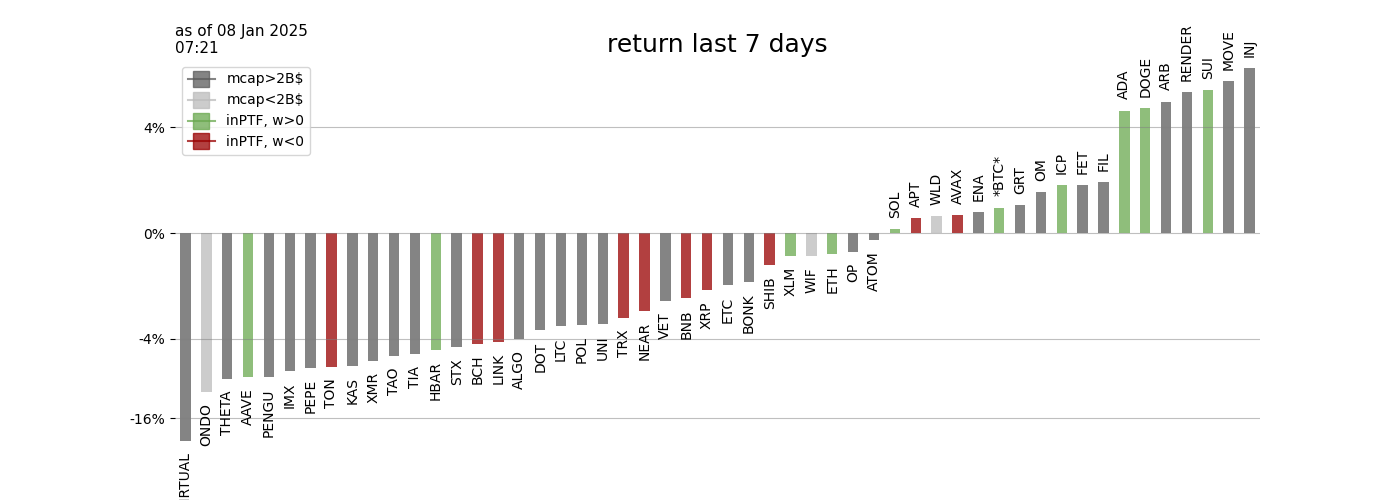 as of 08 Jan 2025
07:21
return last 7 days
mcap>2B$
mcap<2B$
inPTF, w>0
inPTF, w<0
4%
0%
-4%
-16%
RTUAL
ONDO
THETA
AAVE
PENGU
IMX
PEPE
TON
KAS
XMR
TAO
TIA
HBAR
STX
BCH
LINK
ALGO
DOT
LTC
POL
UNI
TRX
NEAR
VET
BNB
XRP
ETC
BONK
SHIB
XLM
WIF
ETH
OP
ATOM
SOL
APT
WLD
AVAX
ENA
*BTC*
GRT
OM
ICP
FET
FIL
ADA
DOGE
ARB
RENDER
SUI
MOVE
INJ